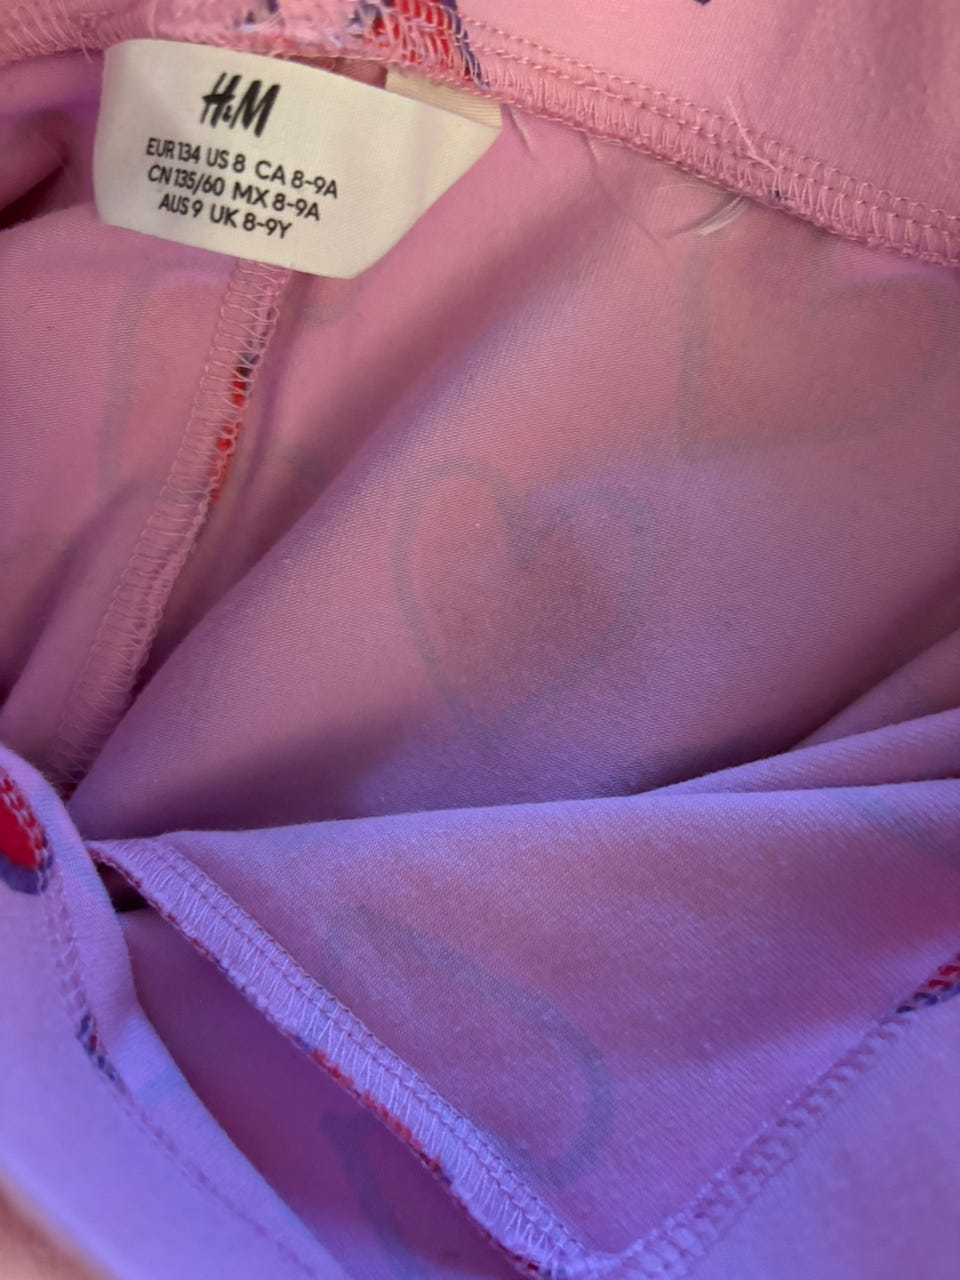 H&M
EUR 134 US 8 CA 8-9A
CN 135/60 MX 8-9A
AUS 9 UK 8-9Y